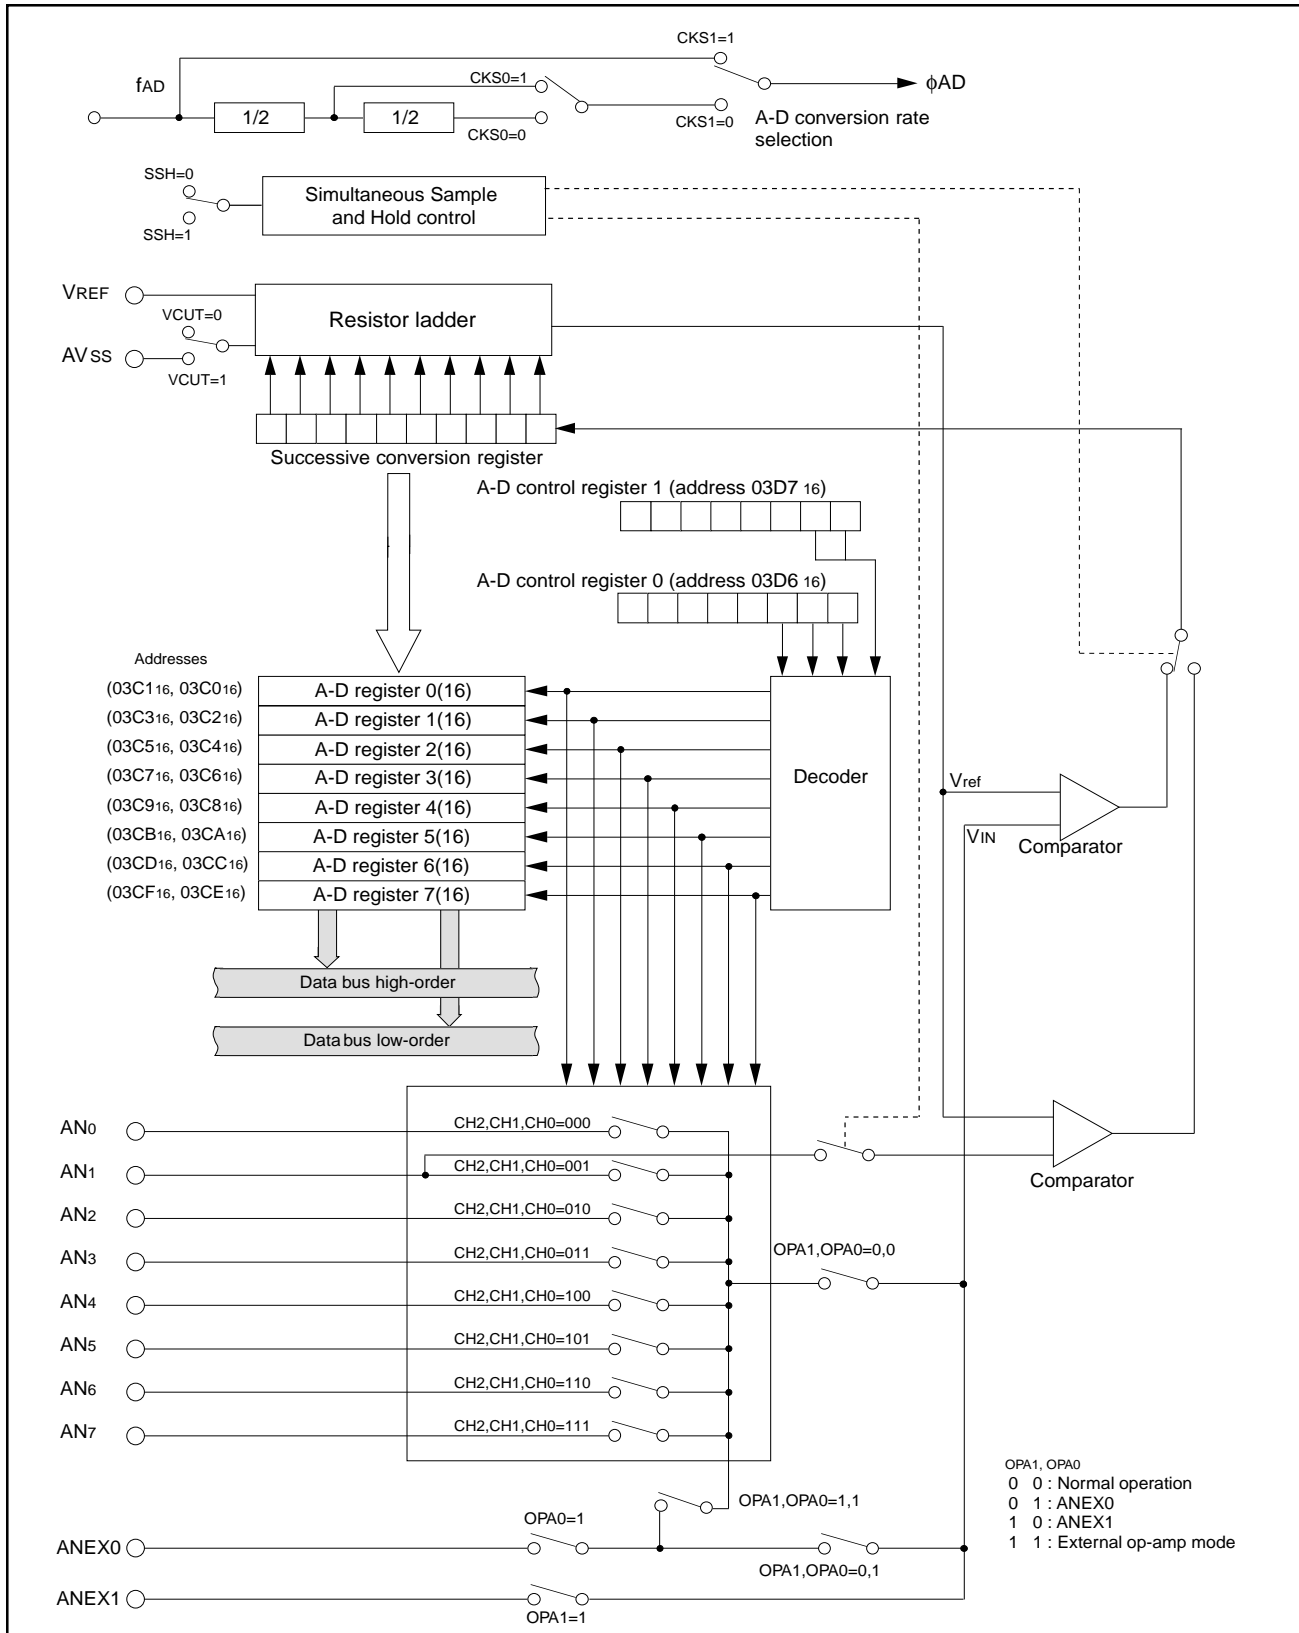 CKS1=1
fAD
CKS0=1
ϕAD
1/2
1/2
CKS0=0
CKS1=0
A-D conversion rate
selection
SSH=0
Simultaneous Sample
and Hold control
SSH=1
VREF
VCUT=0
Resistor ladder
AVSS
VCUT=1
Successive conversion register
A-D control register 1 (address 03D7 16)
A-D control register 0 (address 03D6 16)
Addresses
(03C116, 03C016)
A-D register 0(16)
(03C316, 03C216)
A-D register 1(16)
(03C516, 03C416)
A-D register 2(16)
(03C716, 03C616)
A-D register 3(16)
(03C916, 03C816)
A-D register 4(16)
(03CB16, 03CA16)
A-D register 5(16)
(03CD16, 03CC16)
A-D register 6(16)
(03CF16, 03CE16)
A-D register 7(16)
Decoder
Vref
VIN
Comparator
Data bus high-order
Data bus low-order
AN0
CH2,CH1,CH0=000
AN1
CH2,CH1,CH0=001
Comparator
AN2
CH2,CH1,CH0=010
AN3
CH2,CH1,CH0=011
OPA1,OPA0=0,0
AN4
CH2,CH1,CH0=100
AN5
CH2,CH1,CH0=101
AN6
CH2,CH1,CH0=110
AN7
CH2,CH1,CH0=111
OPA1, OPA0
0 0 : Normal operation
0 1 : ANEX0
1 0 : ANEX1
1 1 : External op-amp mode
OPA1,OPA0=1,1
OPA0=1
ANEX0
OPA1,OPA0=0,1
ANEX1
OPA1=1